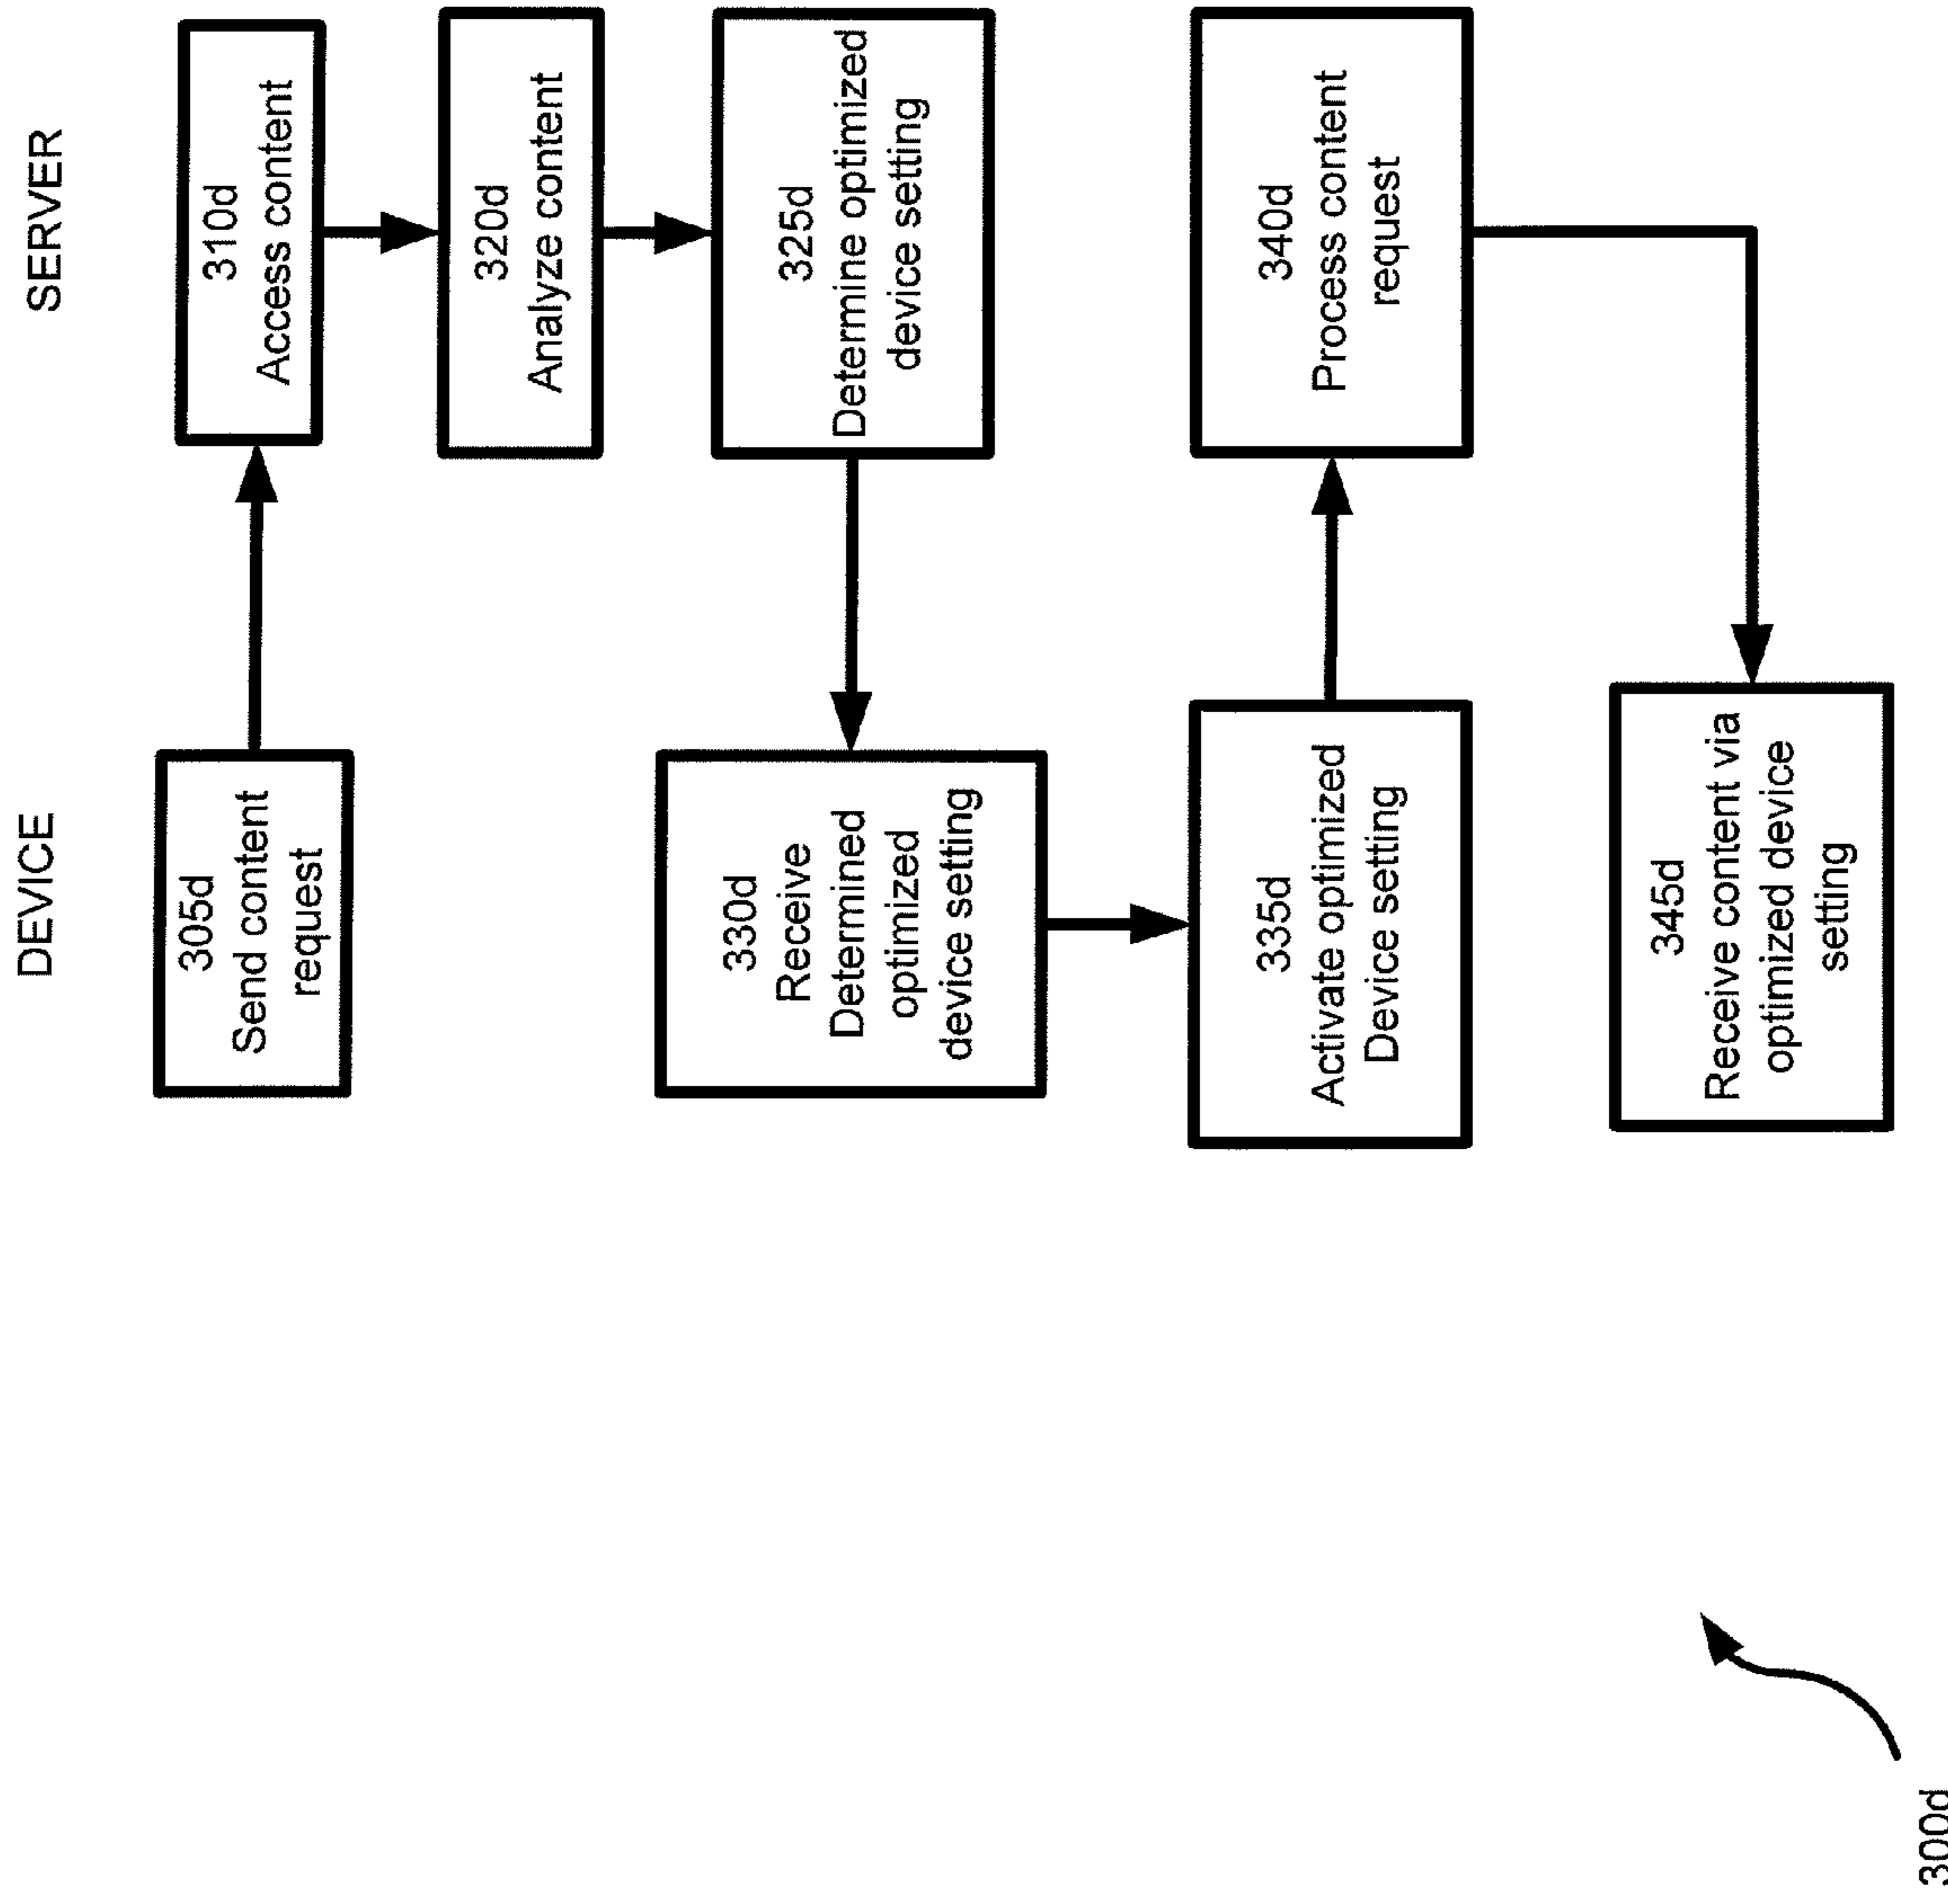 DEVICE
SERVER
305d
Send content
request
310d
Access content
320d
Analyze content
325d
Determine optimized
device setting
330d
Receive
Determined
optimized
device setting
335d
Activate optimized
Device setting
340d
Process content
request
345d
Receive content via
optimized device
setting
300d